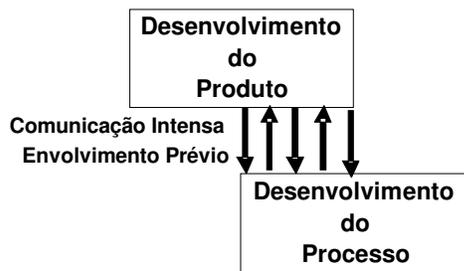 Desenvolvimento
do
Produto
Comunicação Intensa
Envolvimento Prévio
Desenvolvimento
do
Processo